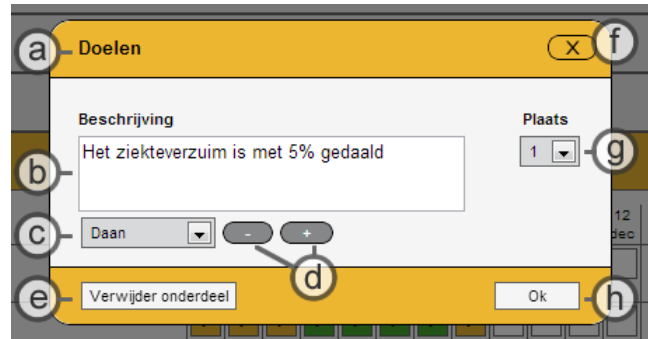 a
Doelen
X
f
Beschrijving
Plaats
b
Het ziekteverzuim is met 5% gedaald
1
g
c
Daan
-
+
12
dec
d
e
Verwijder onderdeel
Ok
h